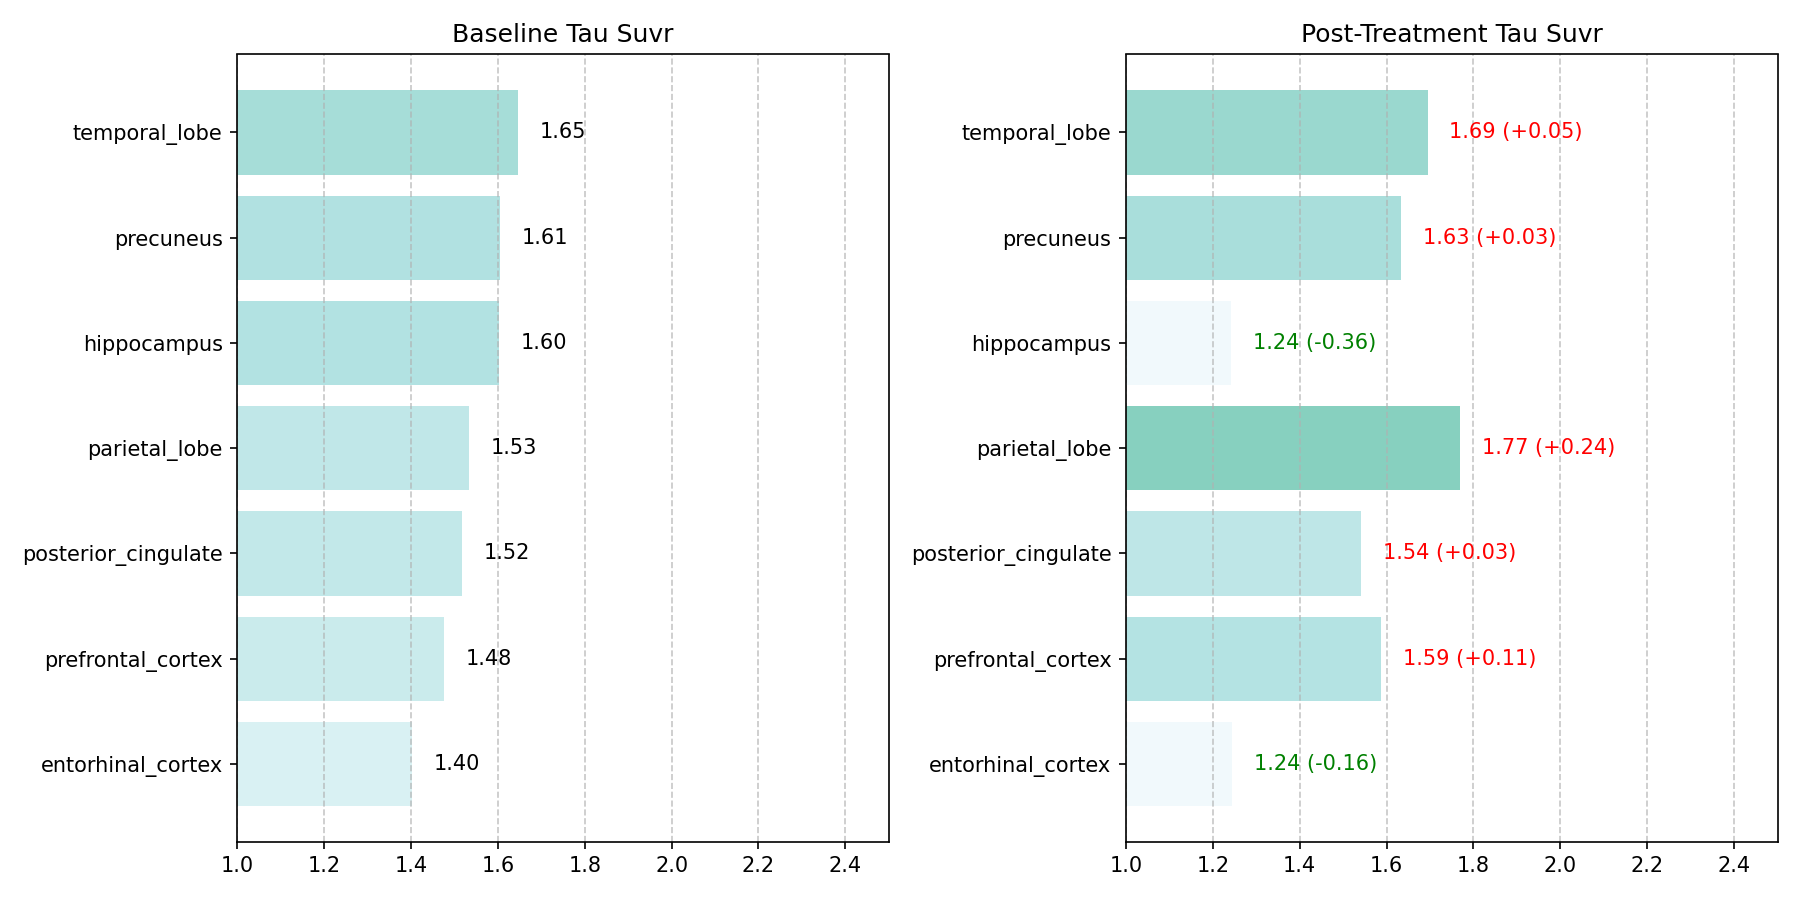 Baseline Tau Suvr
temporal_lobe
1.65
precuneus
1.61
hippocampus
1.60
parietal_lobe
1.53
posterior_cingulate
1.52
prefrontal_cortex
1.48
entorhinal_cortex
1.40
1.0 1.2 1.4 1.6 1.8 2.0 2.2 2.4
Post-Treatment Tau Suvr
temporal_lobe
1.69 (+0.05)
precuneus
1.63 (+0.03)
hippocampus
1.24 (-0.36)
parietal_lobe
1.77 (+0.24)
posterior_cingulate
1.54 (+0.03)
prefrontal_cortex
1.59 (+0.11)
entorhinal_cortex
1.24 (-0.16)
1.0 1.2 1.4 1.6 1.8 2.0 2.2 2.4